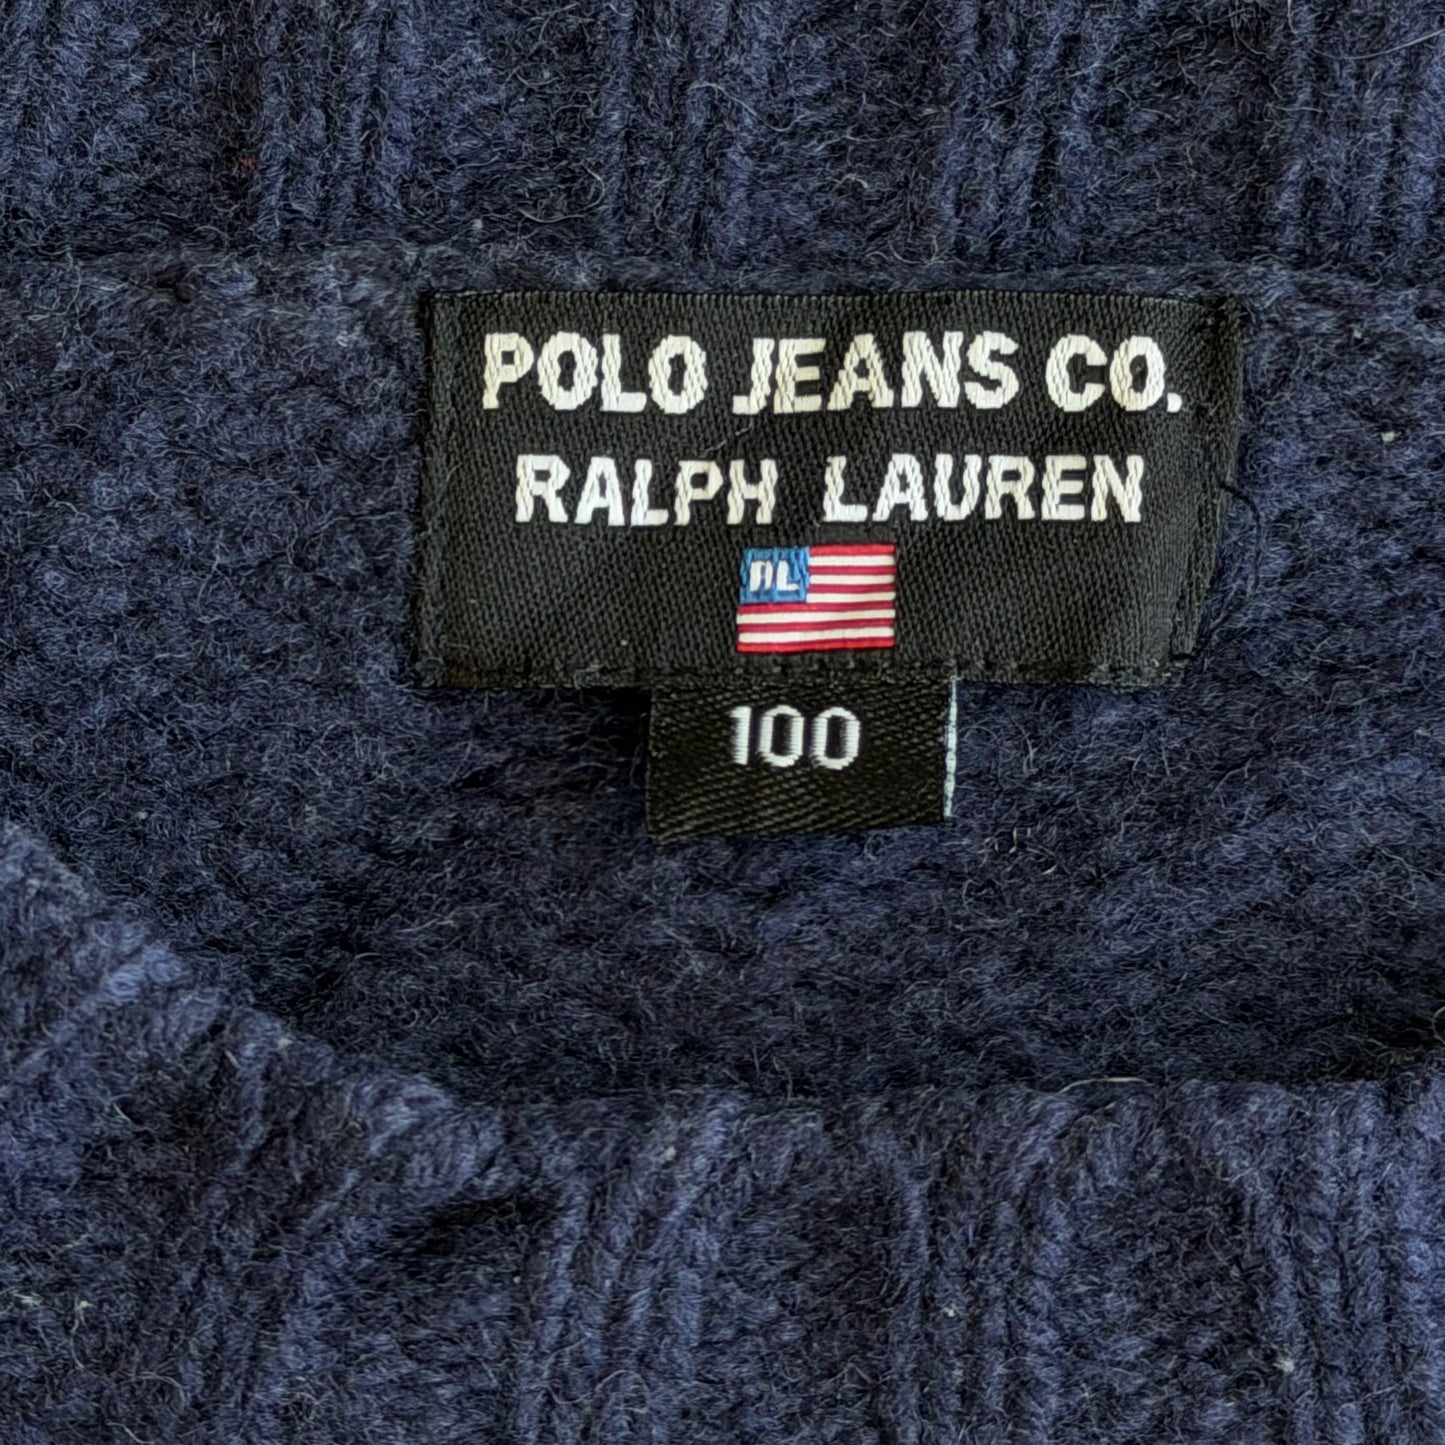 POLO JEANS CO.
RALPH LAUREN
RL
100